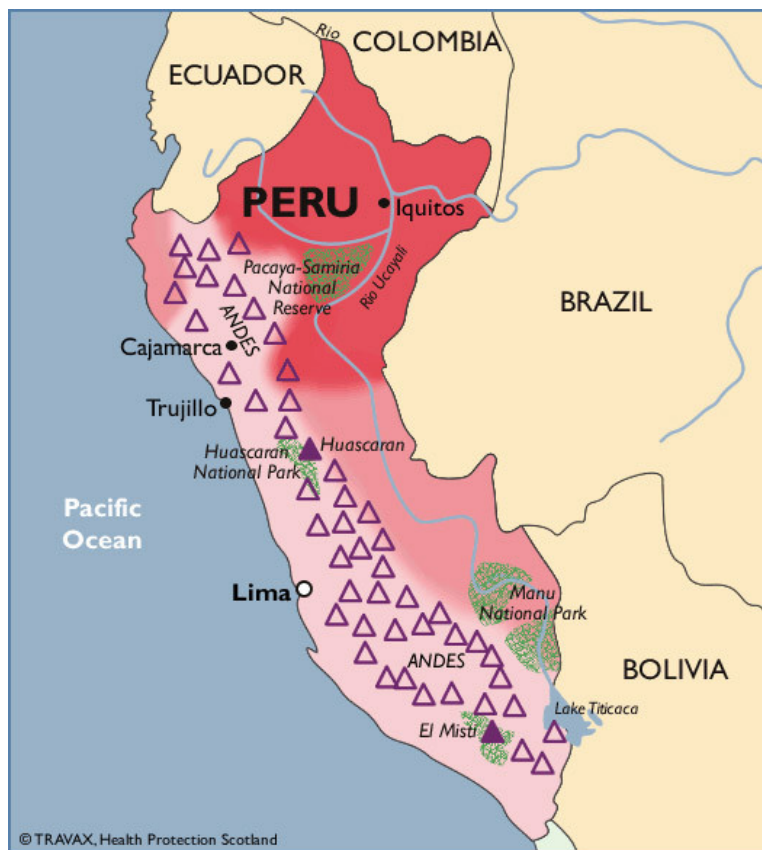 Rio
COLOMBIA
ECUADOR
PERU
Iquitos
Pacaya-Samiria
National
Reserve
Rio Ucayali
BRAZIL
ANDES
Cajamarca
Trujillo
Huascaran
Huascaran
National Park
Pacific
Ocean
Lima
Manu
National Park
ANDES
BOLIVIA
Lake Titicaca
El Misti
© TRAVAX, Health Protection Scotland